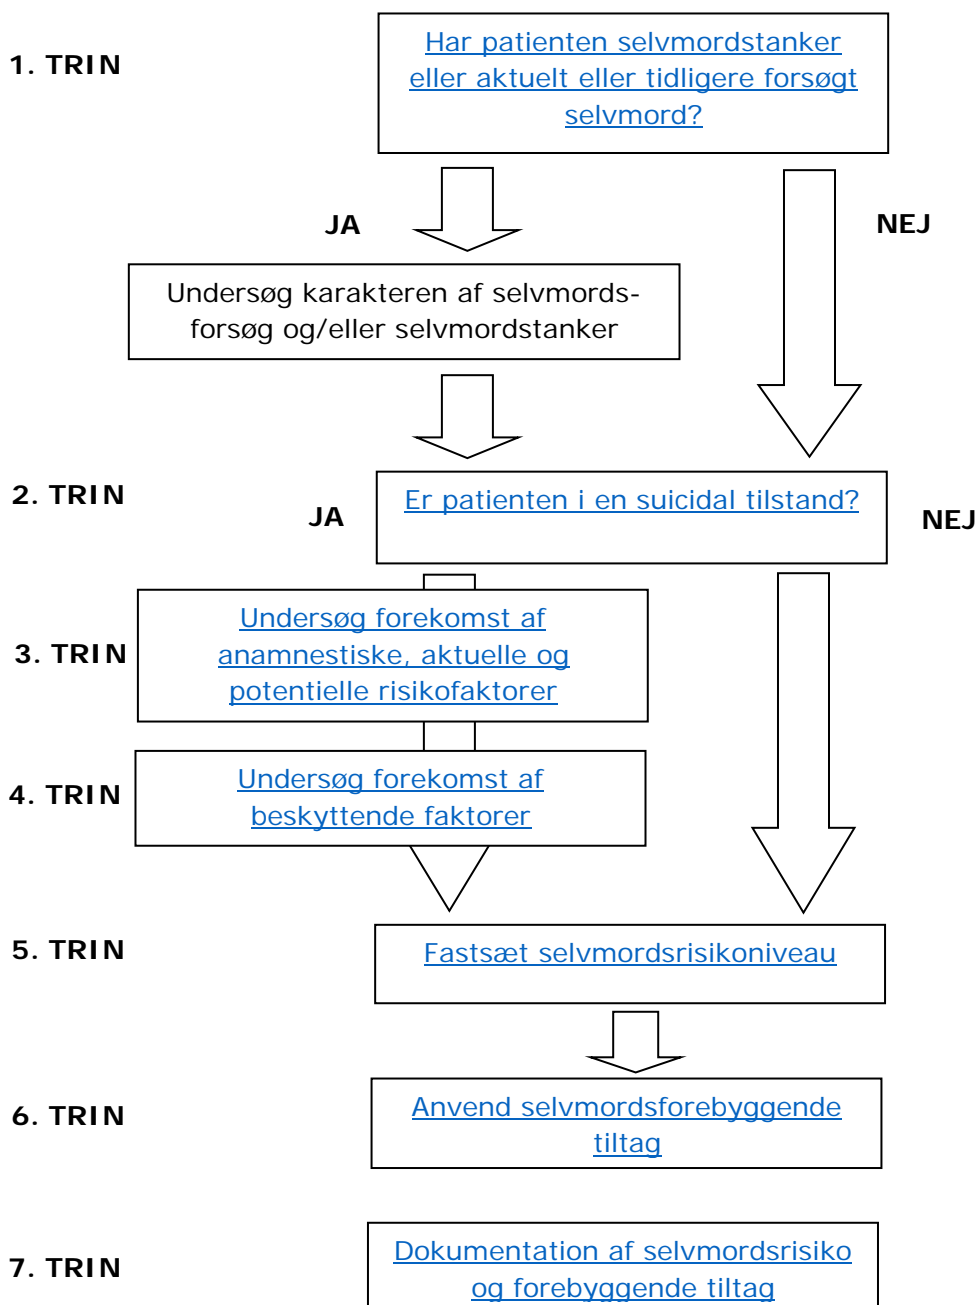 1. TRIN
Har patienten selvmordstanker
eller aktuelt eller tidligere forsøgt
selvmord?
JA
NEJ
Undersøg karakteren af selvmords-
forsøg og/eller selvmordstanker
2. TRIN
Er patienten i en suicidal tilstand?
JA
NEJ
3. TRIN
Undersøg forekomst af
anamnestiske, aktuelle og
potentielle risikofaktorer
4. TRIN
Undersøg forekomst af
beskyttende faktorer
5. TRIN
Fastsæt selvmordsrisikoniveau
6. TRIN
Anvend selvmordsforebyggende
tiltag
7. TRIN
Dokumentation af selvmordsrisiko
og forebyggende tiltag